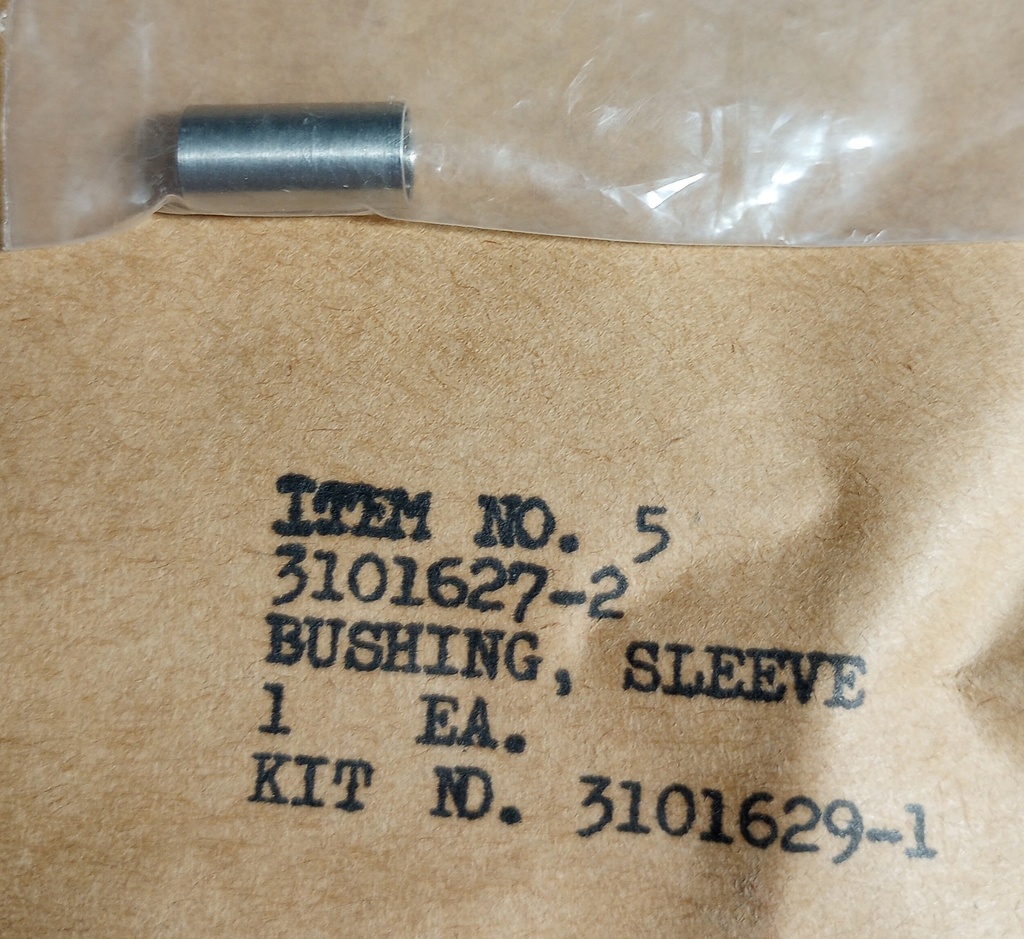 ITEM NO. 5
3101627-2
BUSHING, SLEEVE
1 EA.
KIT NO. 3101629-1